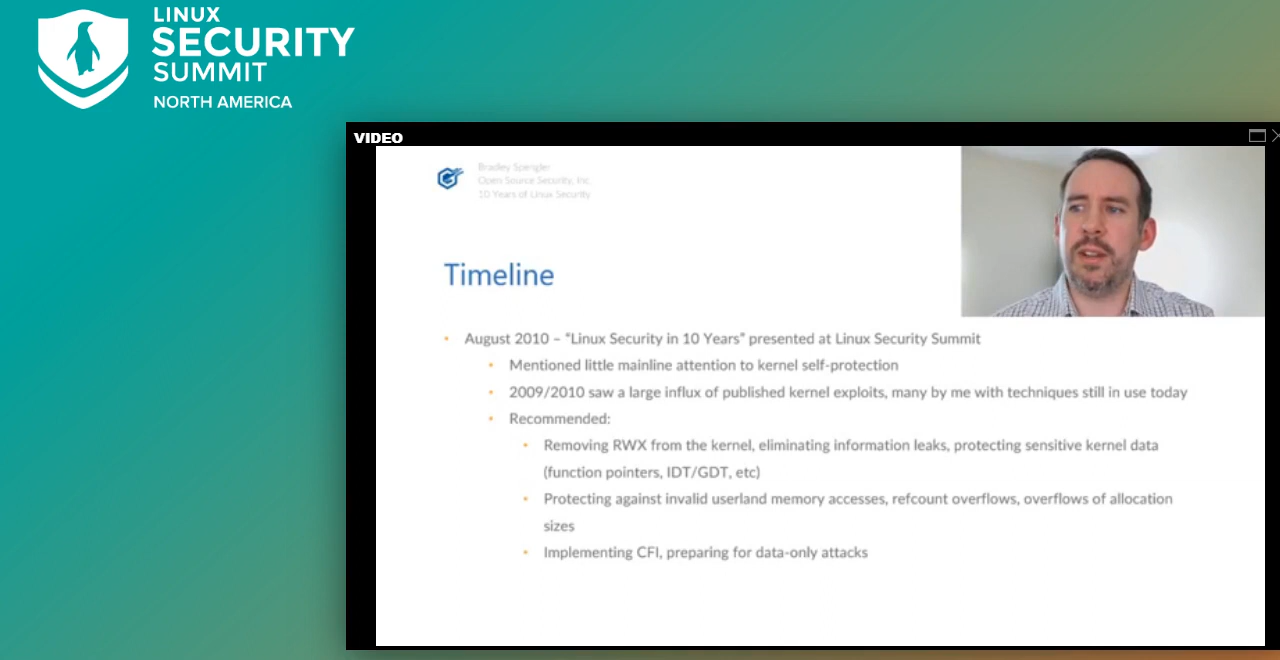 LINUX
SECURITY
SUMMIT
NORTH AMERICA
VIDEO
Bradley Spengler
Open Source Security, Inc.
10 Years of Linux Security
Timeline
• August 2010 – “Linux Security in 10 Years” presented at Linux Security Summit
• Mentioned little mainline attention to kernel self-protection
• 2009/2010 saw a large influx of published kernel exploits, many by me with techniques still in use today
• Recommended:
• Removing RWX from the kernel, eliminating information leaks, protecting sensitive kernel data
(function pointers, IDT/GDT, etc)
• Protecting against invalid userland memory accesses, refcount overflows, overflows of allocation
sizes
• Implementing CFI, preparing for data-only attacks